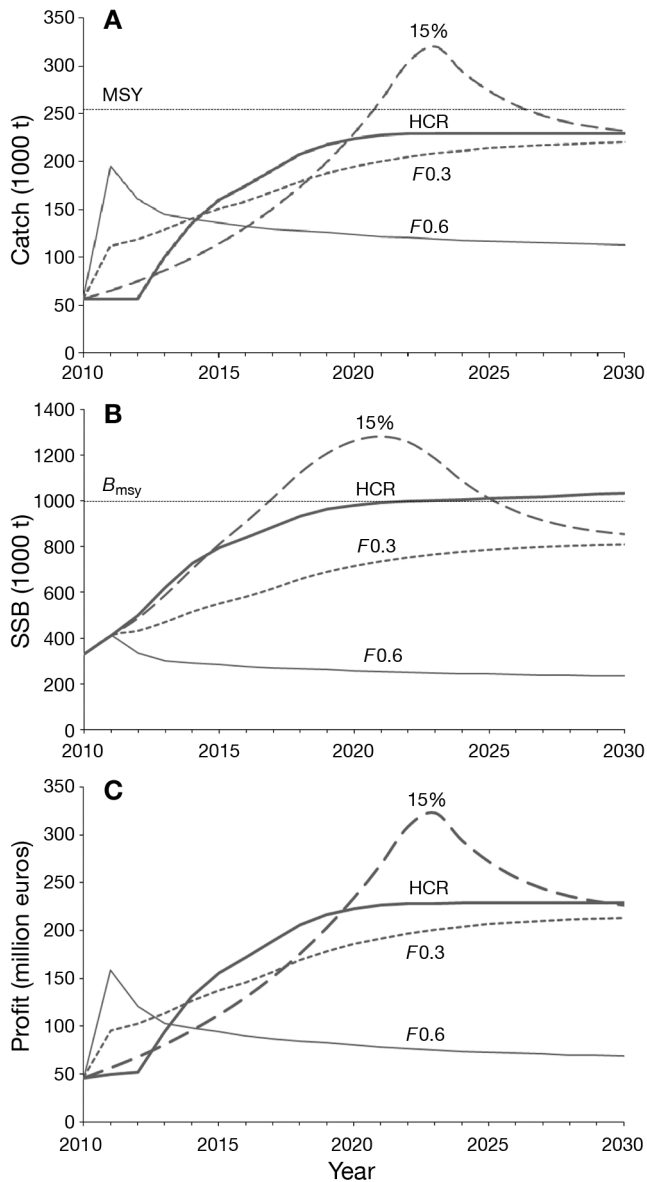 A
350
300
250
200
150
100
50
0
Catch (1000 t)
MSY
15%
HCR
F0.3
F0.6
2010 2015 2020 2025 2030
B
1400
1200
1000
800
600
400
200
0
SSB (1000 t)
Bmsy
15%
HCR
F0.3
F0.6
2010 2015 2020 2025 2030
C
350
300
250
200
150
100
50
0
Profit (million euros)
15%
HCR
F0.3
F0.6
2010 2015 2020 2025 2030
Year